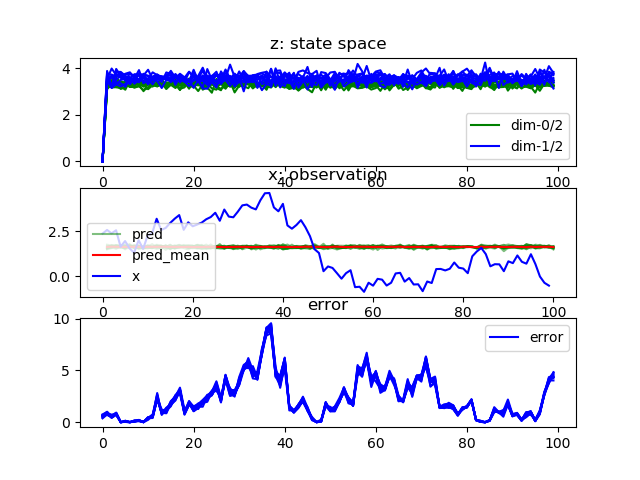 z: state space
4
2
0
dim-0/2
dim-1/2
0 20 40 60 80 100
x: observation
2.5
0.0
pred
pred_mean
x
0 20 40 60 80 100
error
10
5
0
error
0 20 40 60 80 100